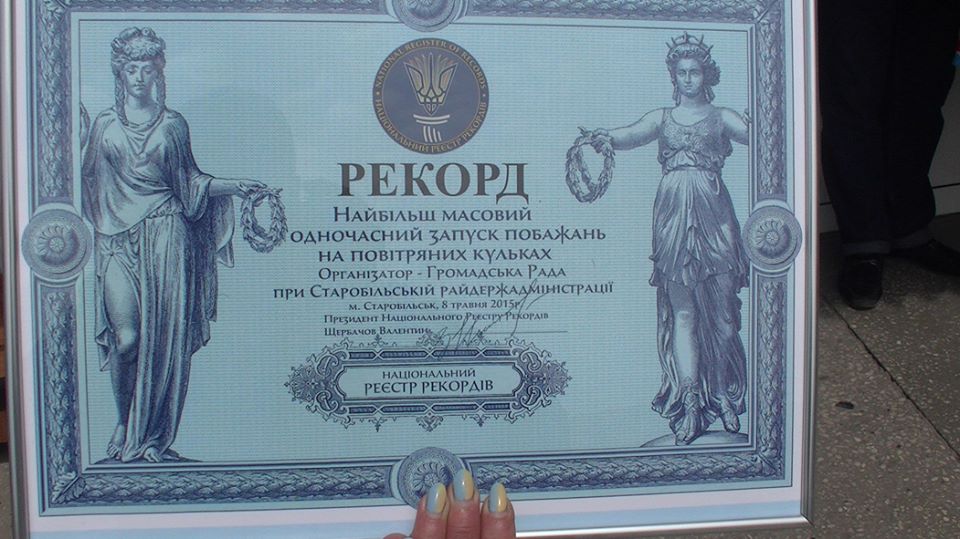 NATIONAL REGISTER OF RECORDS
НАЦІОНАЛЬНИЙ РЕЄСТР РЕКОРДІВ
РЕКОРД
Найбільш масовий
одночасний запуск побажань
на повітряних кульках
Організатор - Громадська Рада
при Старобільській райдержадміністрації
м. Старобільськ, 8 травня 2015р.
Президент Національного Реєстру Рекордів
Щербачов Валентин
НАЦІОНАЛЬНИЙ
РЕЄСТР РЕКОРДІВ